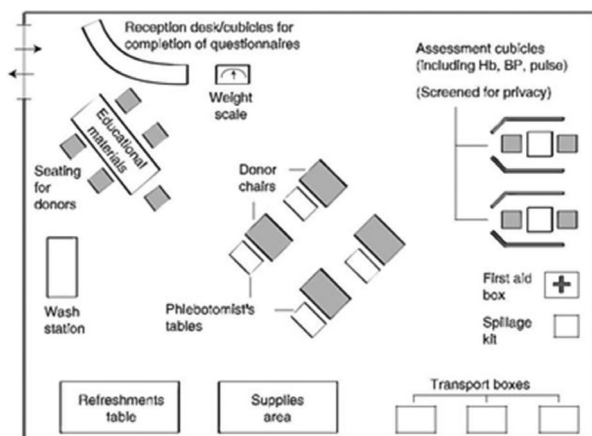 Reception desk/cubicles for
completion of questionnaires
Weight
scale
Assessment cubicles
(including Hb, BP, pulse)
(Screened for privacy)
Educational
materials
Seating
for
donors
Donor
chairs
Wash
station
Phlebotomist's
tables
First aid
box
Spillage
kit
Refreshments
table
Supplies
area
Transport boxes